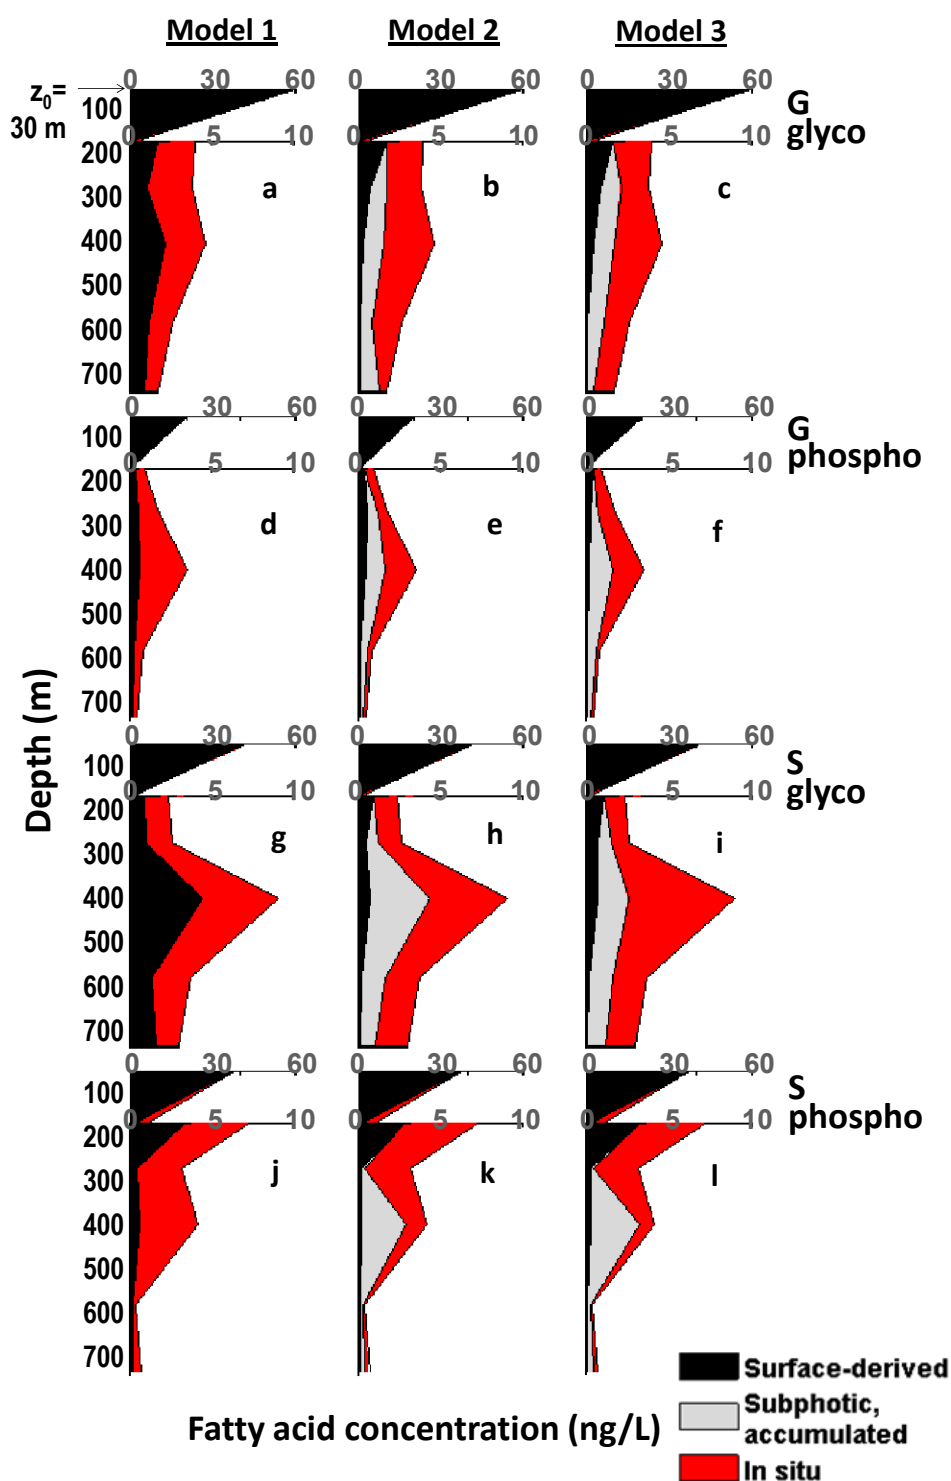 Model 1 Model 2 Model 3
z0=
30 m
0 30 60 0 30 60 0 30 60
100
G
glyco
0 5 10 0 5 10 0 5 10
200
300
a b c
400
500
600
700
0 30 60 0 30 60 0 30 60
100
G
phospho
0 5 10 0 5 10 0 5 10
200
300
d e f
400
500
600
700
Depth (m)
0 30 60 0 30 60 0 30 60
100
S
glyco
0 5 10 0 5 10 0 5 10
200
300
g h i
400
500
600
700
0 30 60 0 30 60 0 30 60
100
S
phospho
0 5 10 0 5 10 0 5 10
200
300
j k l
400
500
600
700
Surface-derived
Subphotic,
accumulated
In situ
Fatty acid concentration (ng/L)